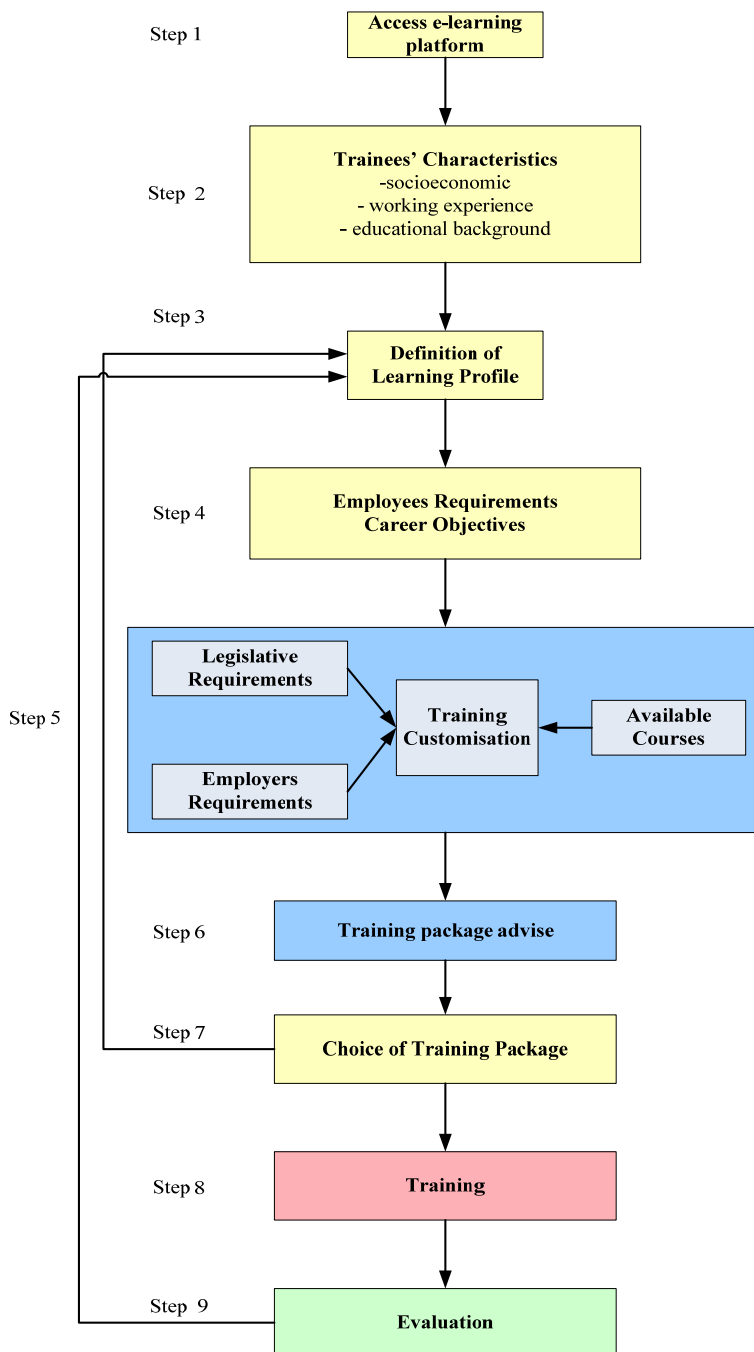 Step 1
Access e-learning
platform
Step 2
Trainees’ Characteristics
-socioeconomic
- working experience
- educational background
Step 3
Definition of
Learning Profile
Step 4
Employees Requirements
Career Objectives
Step 5
Legislative
Requirements
Employers
Requirements
Training
Customisation
Available
Courses
Step 6
Training package advise
Step 7
Choice of Training Package
Step 8
Training
Step 9
Evaluation